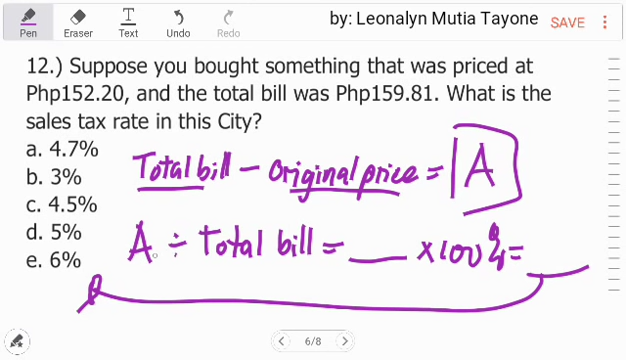 by: Leonalyn Mutia Tayone
SAVE
Pen
Eraser
Text
Undo
Redo
12.) Suppose you bought something that was priced at
Php152.20, and the total bill was Php159.81. What is the
sales tax rate in this City?
a. 4.7%
b. 3%
c. 4.5%
d. 5%
e. 6%
Total bill - Original price = A
A ÷ Total bill = ___ x100% = ___
6/8